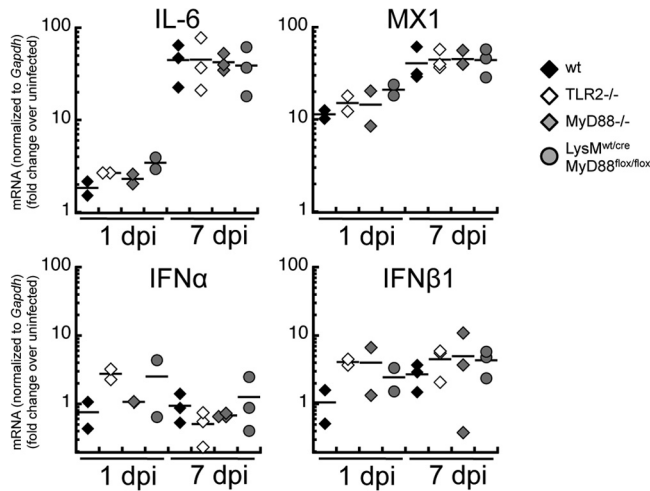 IL-6
MX1
mRNA (normalized to Gapdh)
(fold change over uninfected)
100
10
1
1 dpi
7 dpi
100
10
1
1 dpi
7 dpi
wt
TLR2-/-
MyD88-/-
LysMwt/cre
MyD88flox/flox
IFNα
IFNβ1
mRNA (normalized to Gapdh)
(fold change over uninfected)
100
10
1
1 dpi
7 dpi
100
10
1
1 dpi
7 dpi